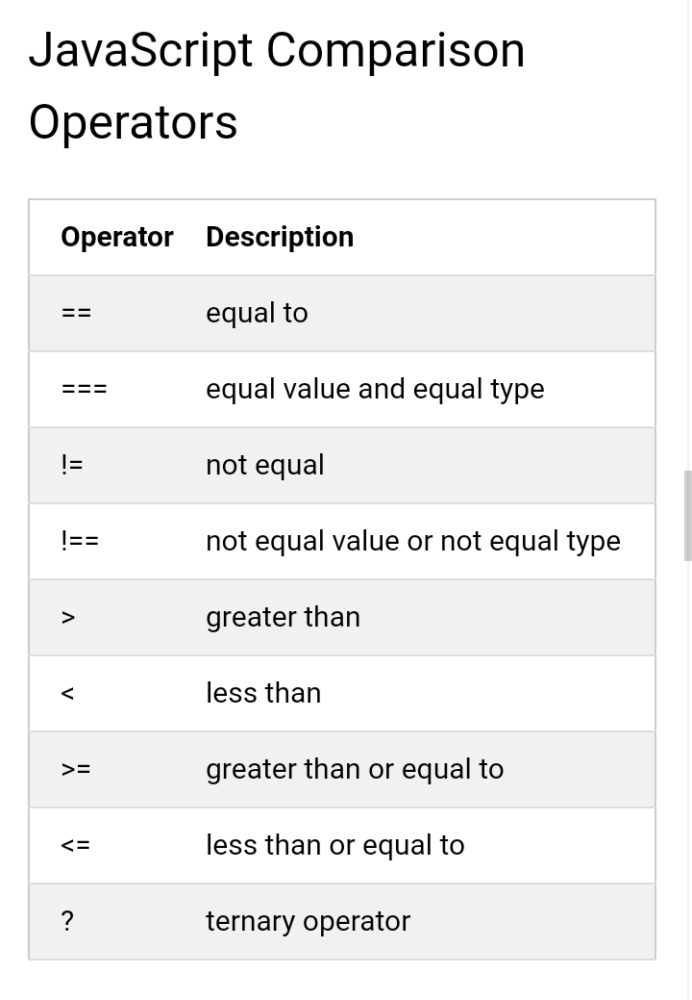 JavaScript Comparison
Operators
Operator Description
== equal to
=== equal value and equal type
!= not equal
!== not equal value or not equal type
> greater than
< less than
>= greater than or equal to
<= less than or equal to
? ternary operator